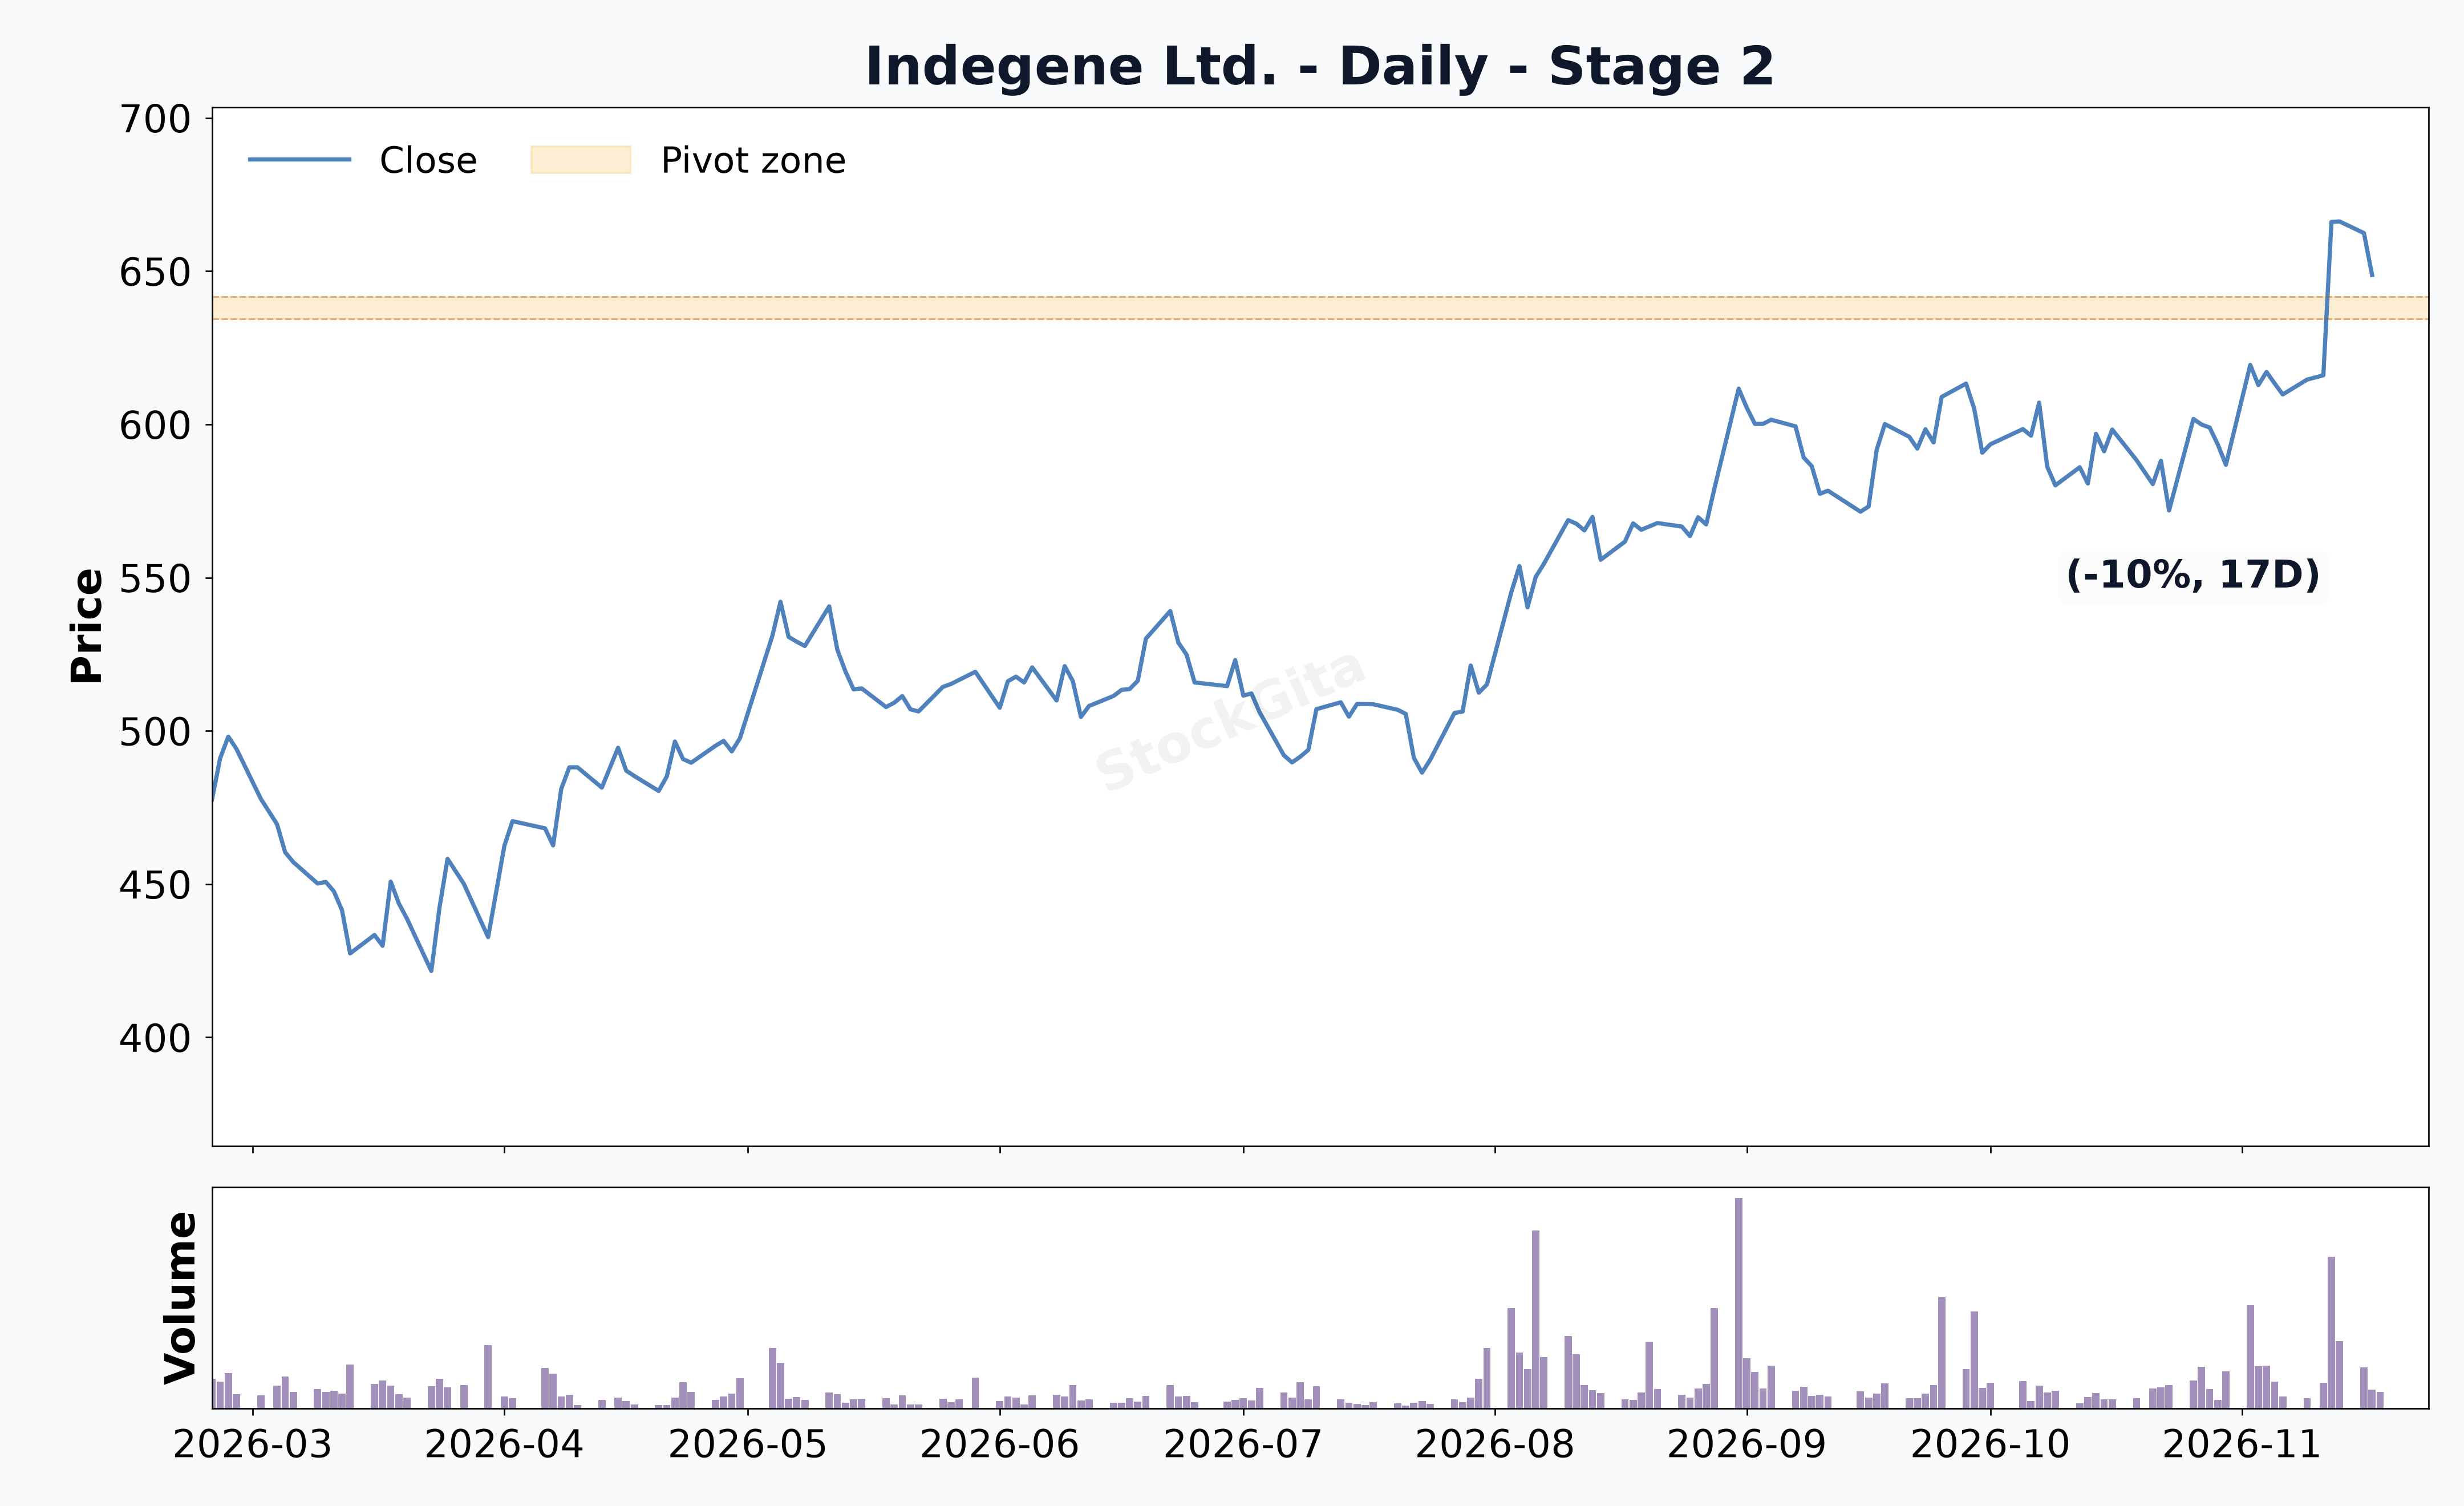 Indegene Ltd. - Daily - Stage 2
700
650
600
550
500
450
400
Price
Close
Pivot zone
(-10%, 17D)
StockGita
Volume
2026-03
2026-04
2026-05
2026-06
2026-07
2026-08
2026-09
2026-10
2026-11